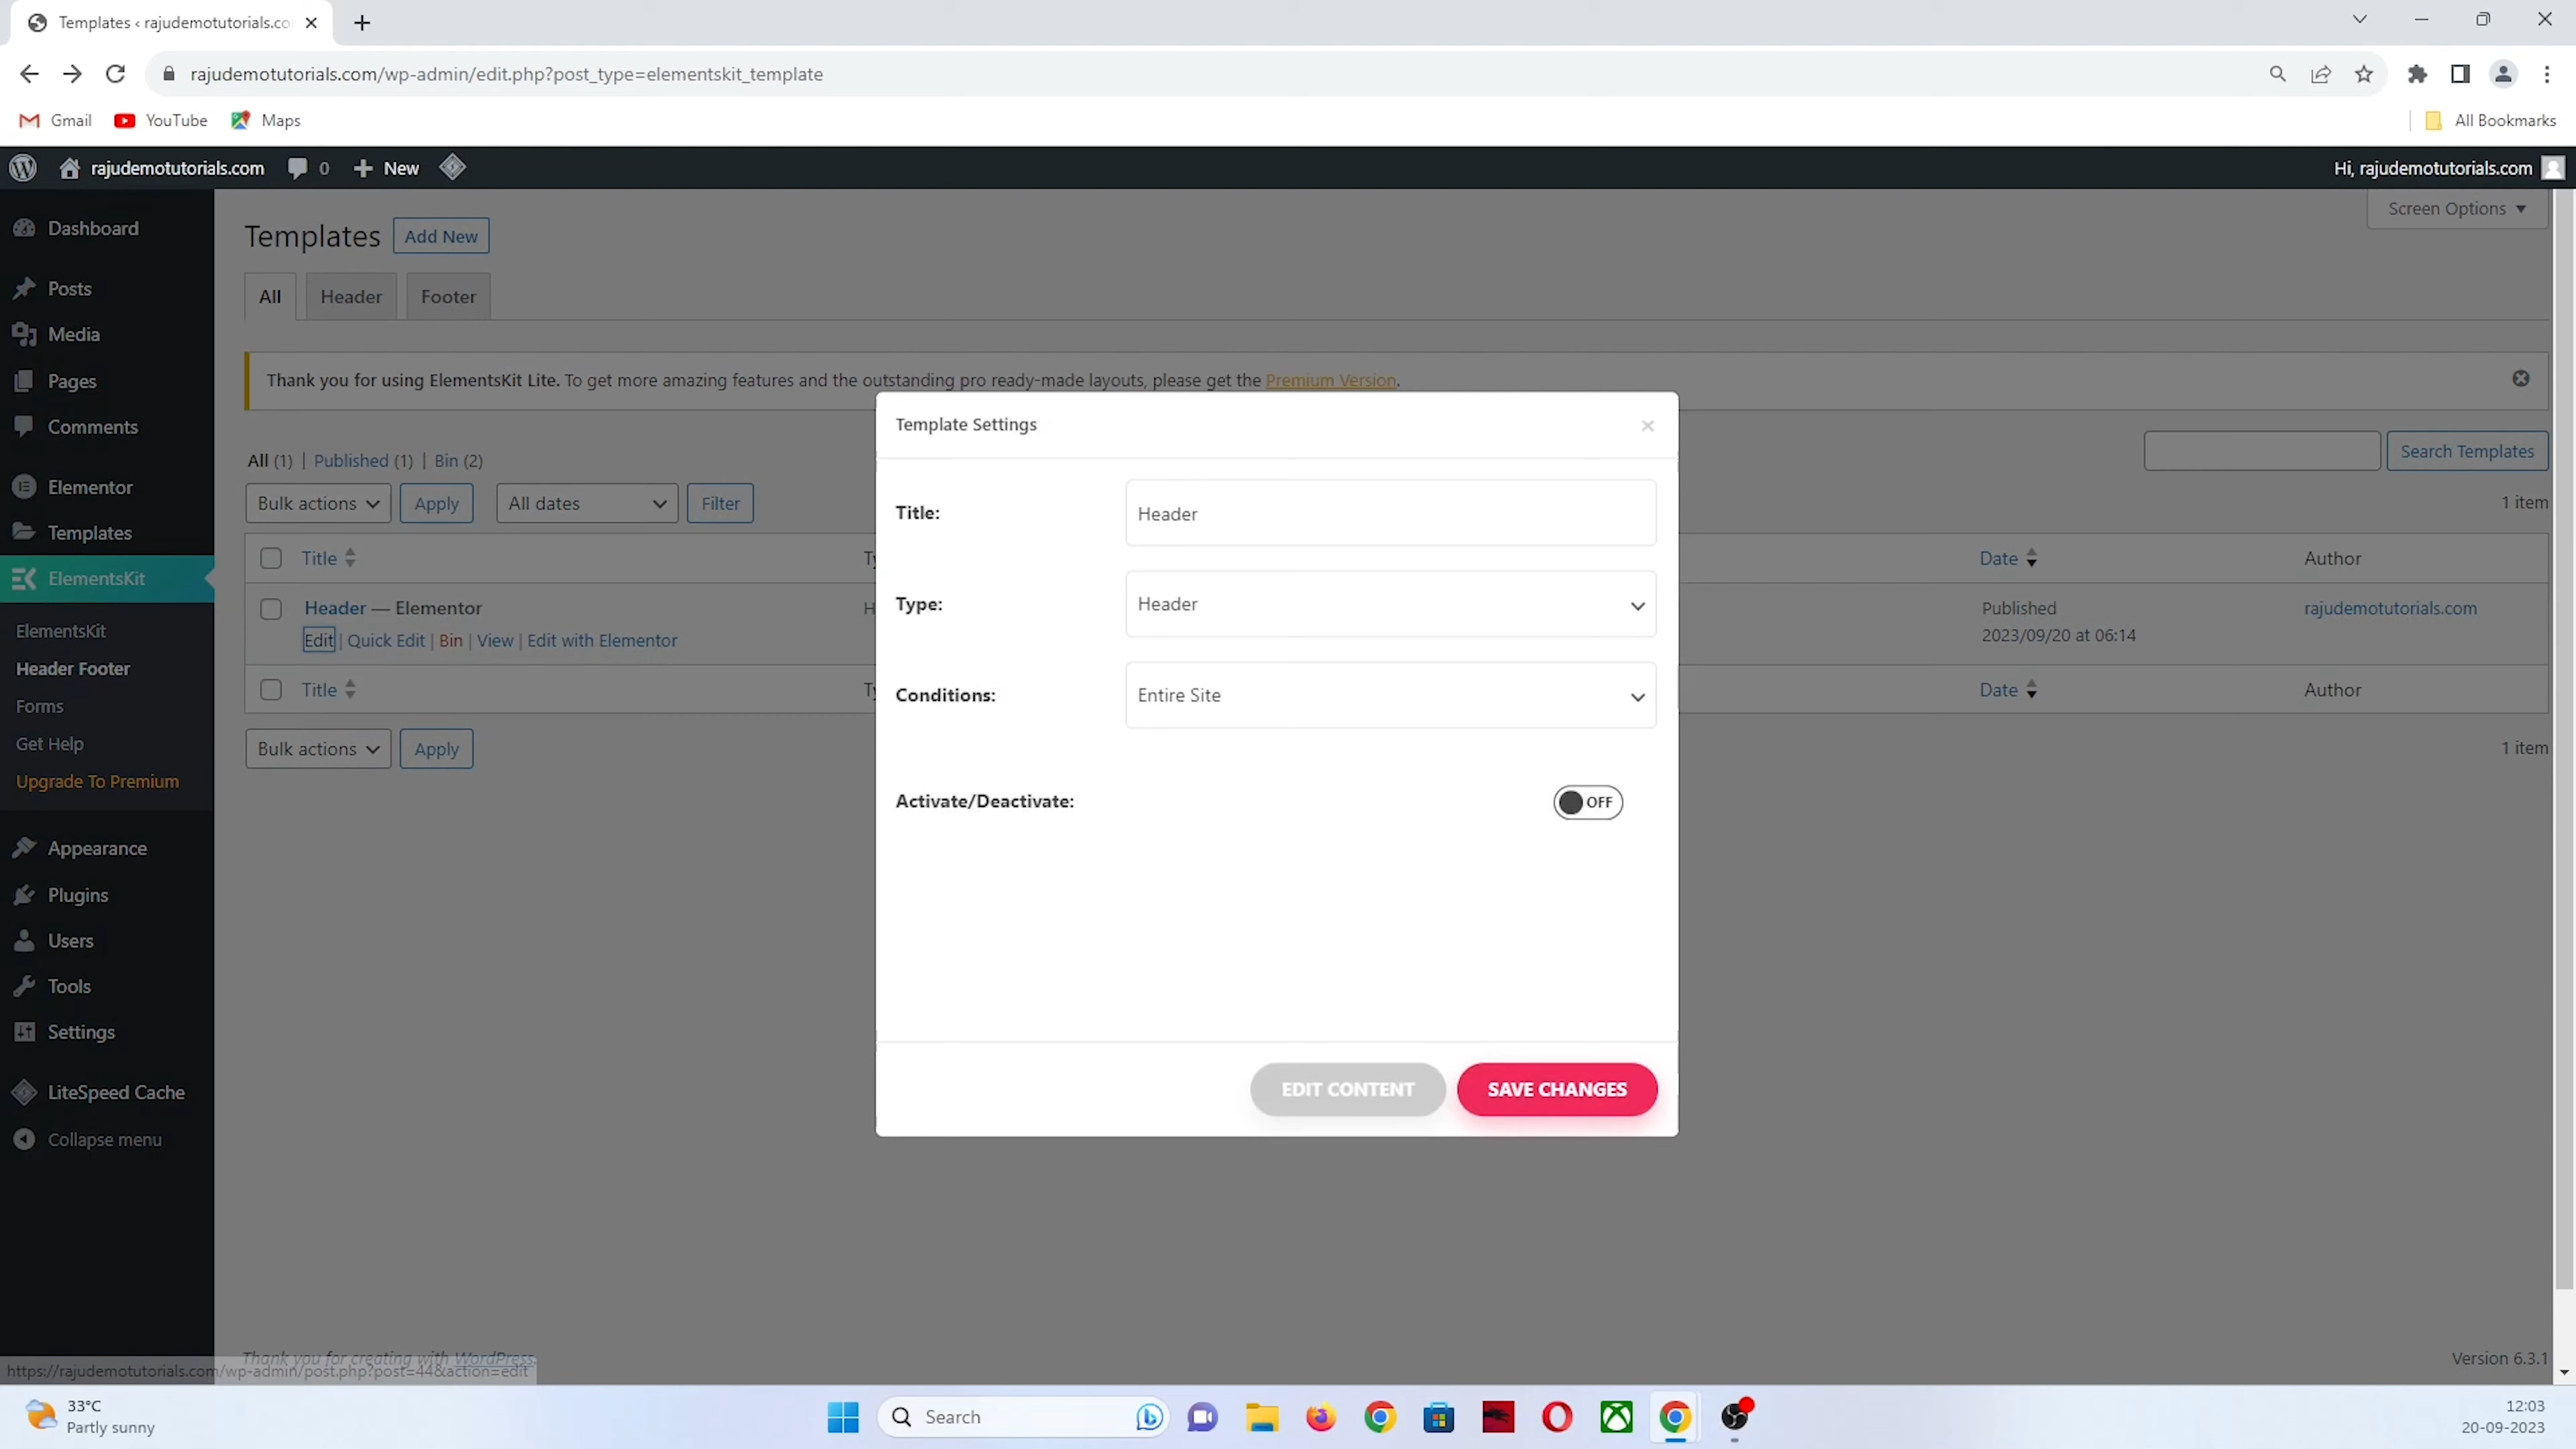 Templates ‹ rajudemotutorials.co
rajudemotutorials.com/wp-admin/edit.php?post_type=elementskit_template
Gmail
YouTube
Maps
All Bookmarks
rajudemotutorials.com
0
New
Hi, rajudemotutorials.com
Dashboard
Posts
Media
Pages
Comments
Elementor
Templates
ElementsKit
ElementsKit
Header Footer
Forms
Get Help
Upgrade To Premium
Appearance
Plugins
Users
Tools
Settings
LiteSpeed Cache
Collapse menu
Screen Options
Templates Add New
All Header Footer
Thank you for using ElementsKit Lite. To get more amazing features and the outstanding pro ready-made layouts, please get the Premium Version.
All (1) | Published (1) | Bin (2)
Search Templates
Bulk actions Apply All dates Filter
1 item
Title Ty Date Author
Header — Elementor H Published rajudemotutorials.com
Edit | Quick Edit | Bin | View | Edit with Elementor 2023/09/20 at 06:14
Title Ty Date Author
Bulk actions Apply
1 item
Template Settings
Title: Header
Type: Header
Conditions: Entire Site
Activate/Deactivate: OFF
EDIT CONTENT SAVE CHANGES
Thank you for creating with WordPress.
Version 6.3.1
https://rajudemotutorials.com/wp-admin/post.php?post=44&action=edit
33°C
Partly sunny
Search
12:03
20-09-2023